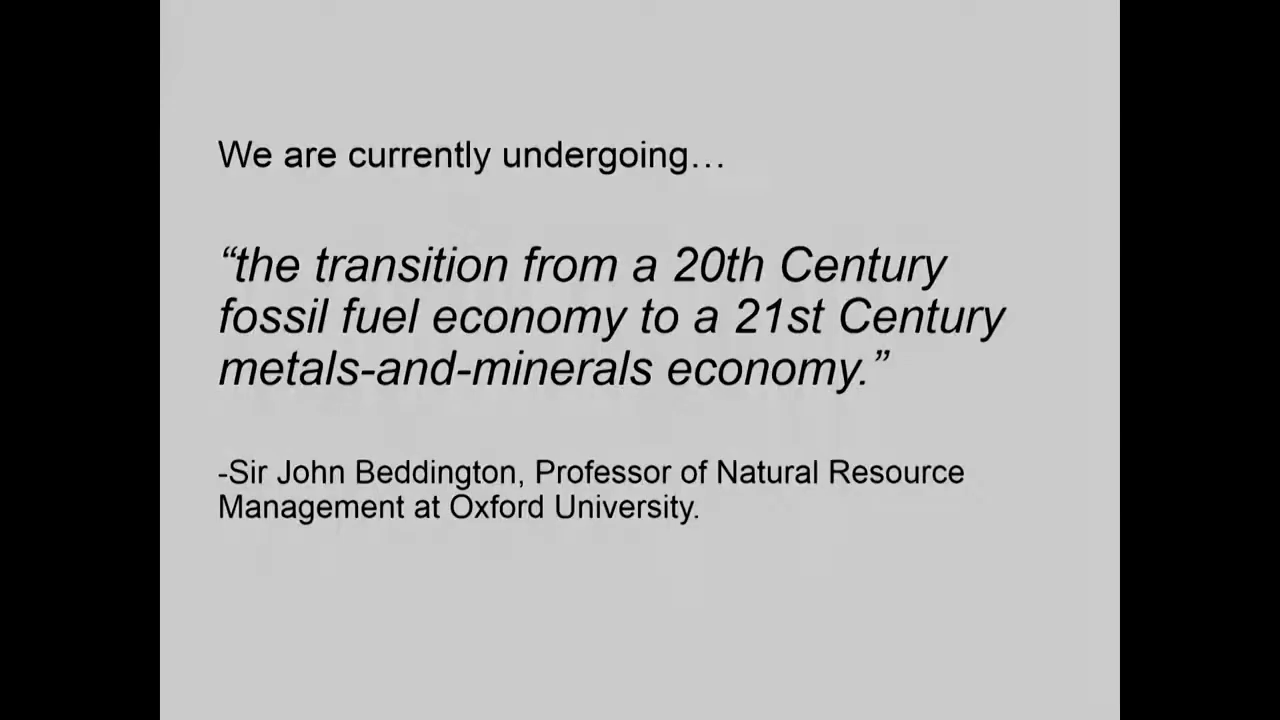 We are currently undergoing…
“the transition from a 20th Century
fossil fuel economy to a 21st Century
metals-and-minerals economy.”
-Sir John Beddington, Professor of Natural Resource
Management at Oxford University.